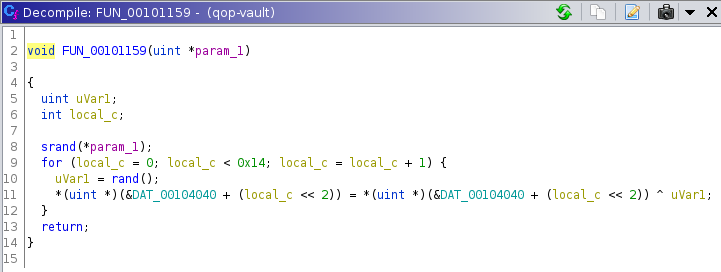 Decompile: FUN_00101159 - (qop-vault)
1
2 void FUN_00101159(uint *param_1)
3
4 {
5 uint uVar1;
6 int local_c;
7
8 srand(*param_1);
9 for (local_c = 0; local_c < 0x14; local_c = local_c + 1) {
10 uVar1 = rand();
11 *(uint *)(&DAT_00104040 + (local_c << 2)) = *(uint *)(&DAT_00104040 + (local_c << 2)) ^ uVar1;
12 }
13 return;
14 }
15